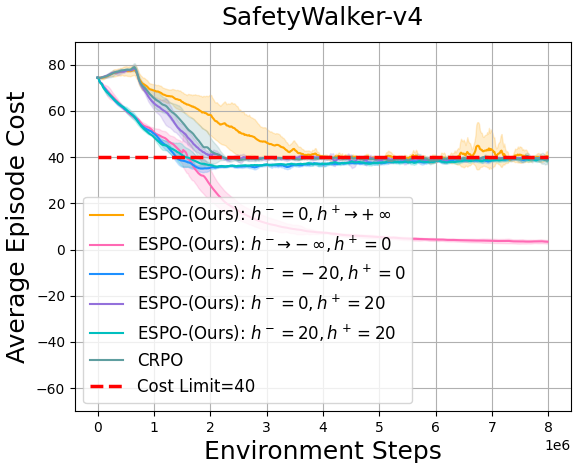 SafetyWalker-v4
Average Episode Cost
80
60
40
20
0
−20
−40
−60
ESPO-(Ours): h⁻ = 0, h⁺→+∞
ESPO-(Ours): h⁻→−∞, h⁺ = 0
ESPO-(Ours): h⁻ = −20, h⁺ = 0
ESPO-(Ours): h⁻ = 0, h⁺ = 20
ESPO-(Ours): h⁻ = 20, h⁺ = 20
CRPO
Cost Limit=40
0 1 2 3 4 5 6 7 8
1e6
Environment Steps